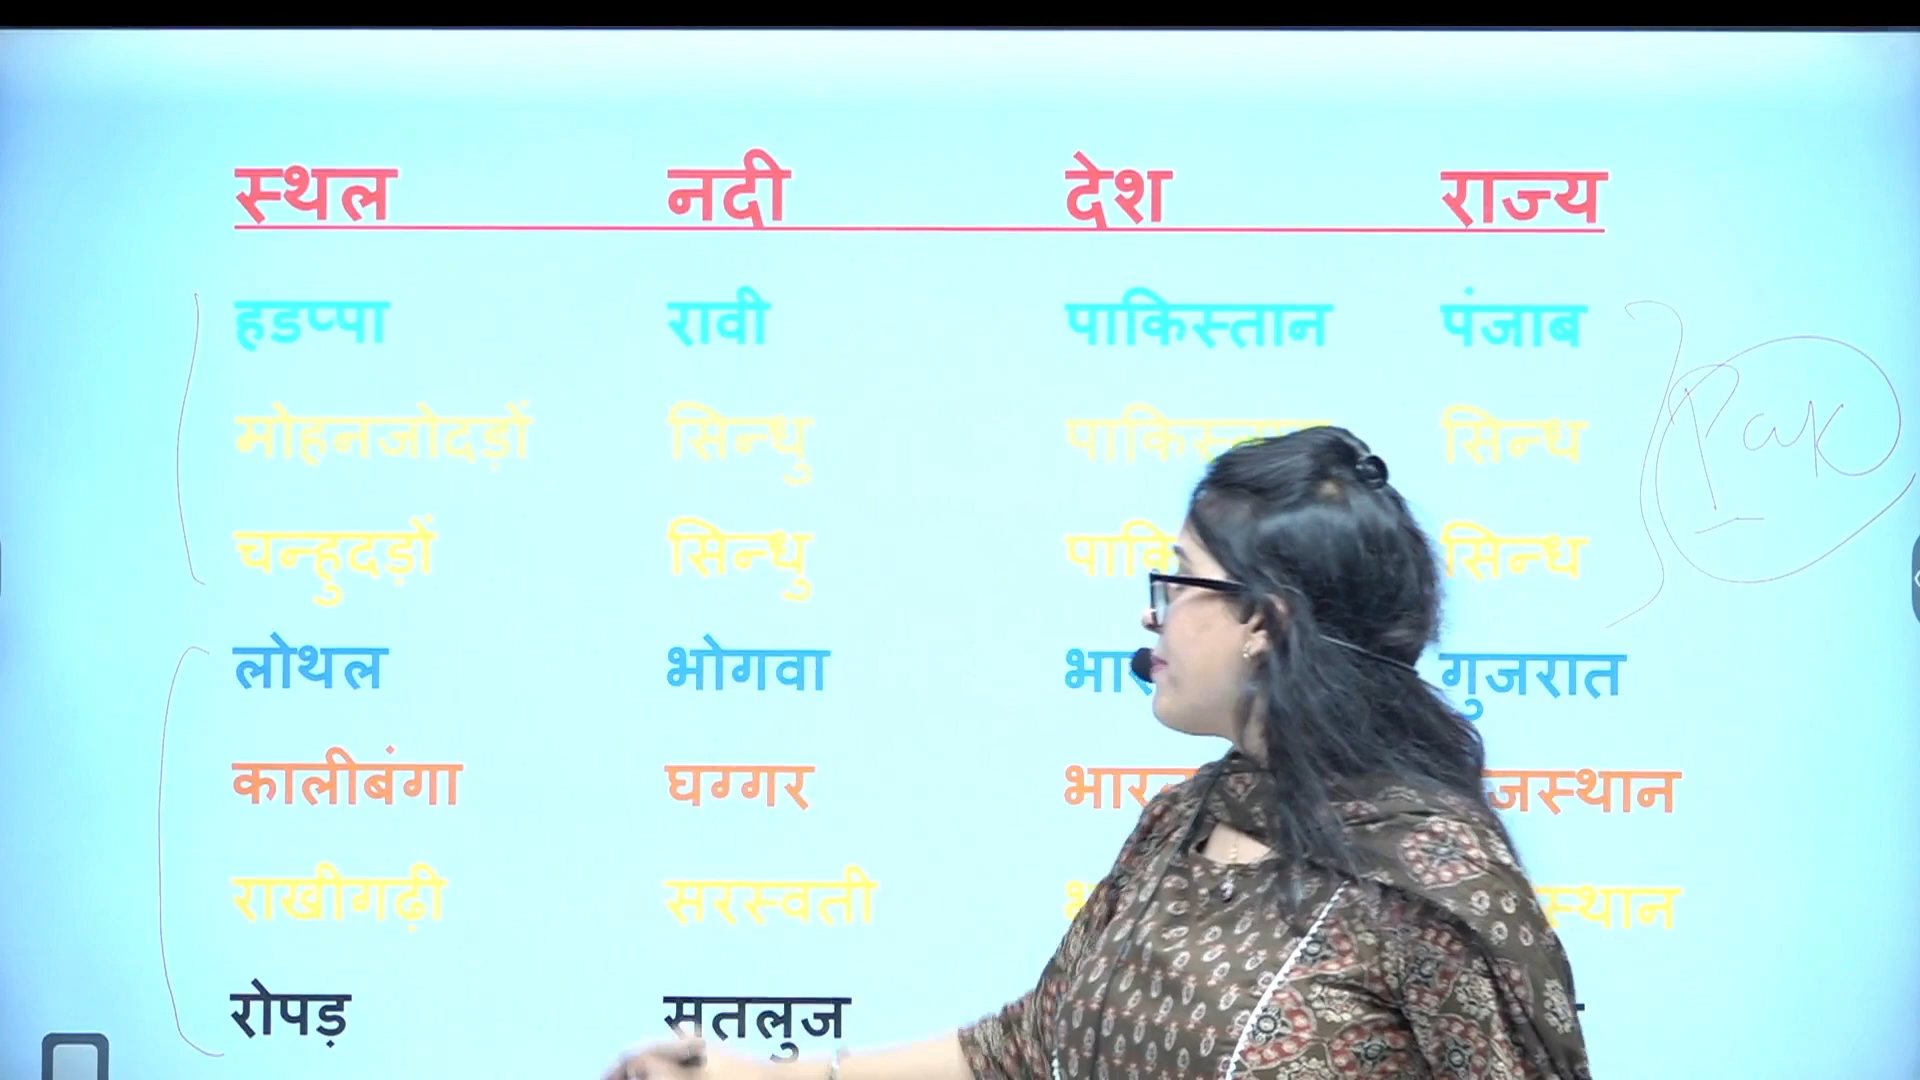 स्थल नदी देश राज्य
हडप्पा रावी पाकिस्तान पंजाब
मोहनजोदड़ों सिन्धु सिन्ध
चन्हुदड़ों सिन्धु सिन्ध
Pak
लोथल भोगवा गुजरात
कालीबंगा घग्गर
राखीगढ़ी सरस्वती
रोपड़ सतलुज